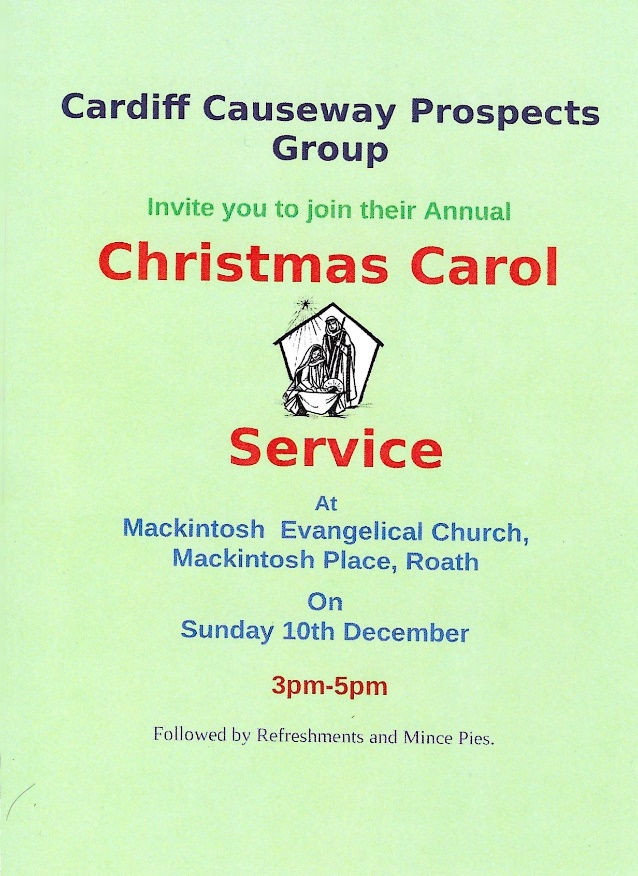 Cardiff Causeway Prospects
Group
Invite you to join their Annual
Christmas Carol
Service
At
Mackintosh  Evangelical Church,
Mackintosh Place, Roath
On
Sunday 10th December
3pm-5pm
Followed by Refreshments and Mince Pies.